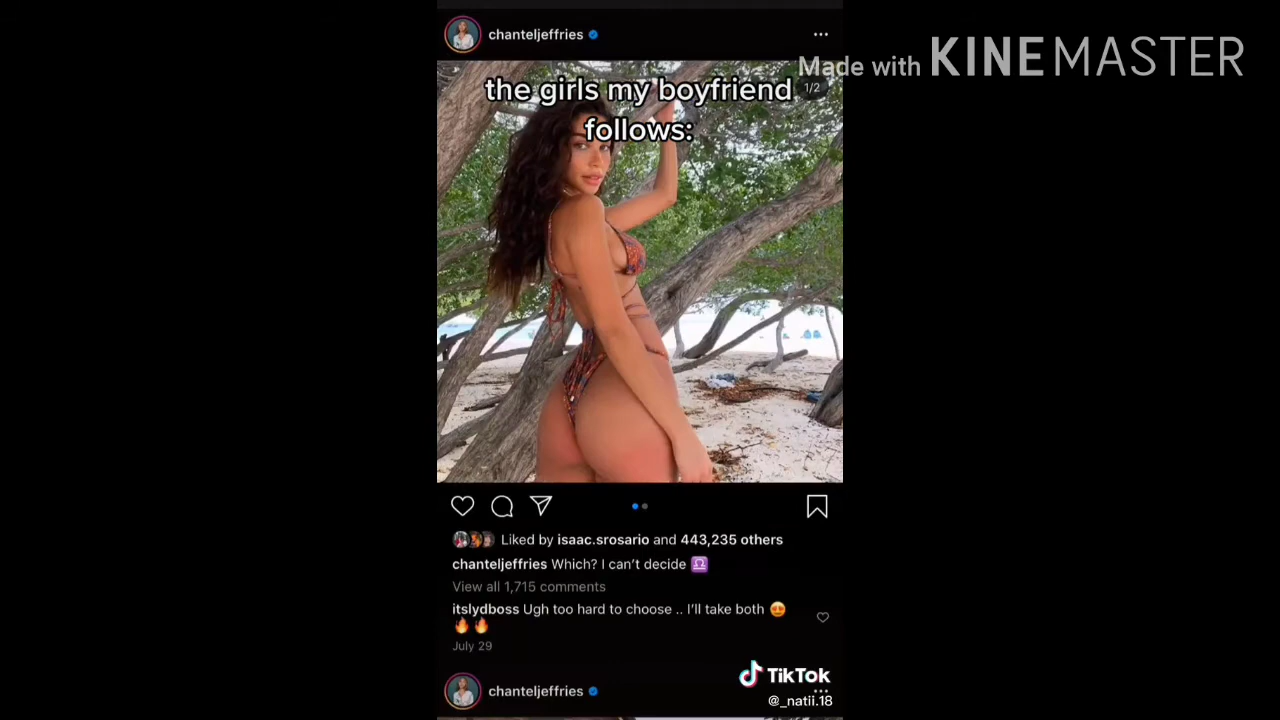 chanteljeffries
Made with KINEMASTER
the girls my boyfriend
follows:
1/2
Liked by isaac.srosario and 443,235 others
chanteljeffries Which? I can't decide ♎
View all 1,715 comments
itslydboss Ugh too hard to choose .. I'll take both 😍
🔥🔥
July 29
TikTok
chanteljeffries
@_natii.18